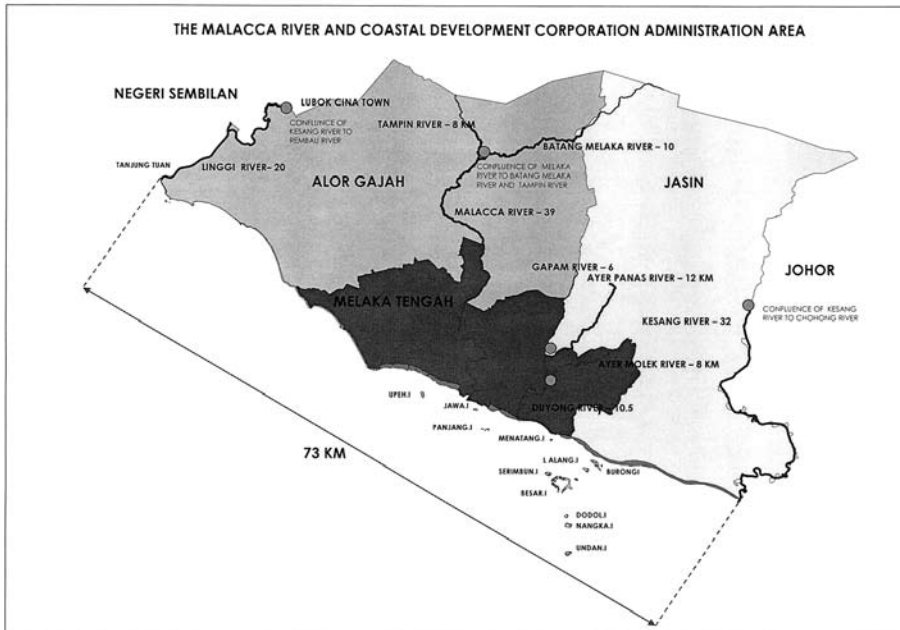 THE MALACCA RIVER AND COASTAL DEVELOPMENT CORPORATION ADMINISTRATION AREA
NEGERI SEMBILAN
LUBOK CINA TOWN
CONFLUENCE OF
KESANG RIVER TO
REMBAU RIVER
TAMPIN RIVER – 8 KM
BATANG MELAKA RIVER – 10
TANJUNG TUAN
LINGGI RIVER– 20
CONFLUENCE OF MELAKA
RIVER TO BATANG MELAKA
RIVER AND TAMPIN RIVER
ALOR GAJAH
JASIN
MALACCA RIVER – 39
GAPAM RIVER – 6
AYER PANAS RIVER – 12 KM
JOHOR
MELAKA TENGAH
KESANG RIVER – 32
CONFLUENCE OF KESANG
RIVER TO CHOHONG RIVER
AYER MOLEK RIVER – 8 KM
UPEH.I
JAWA.I
DUYONG RIVER – 10.5
PANJANG.I
MENATANG.I
73 KM
L ALANG.I
SERIMBUN.I
BURONGI
BESAR.I
DODOL.I
NANGKA.I
UNDAN.I